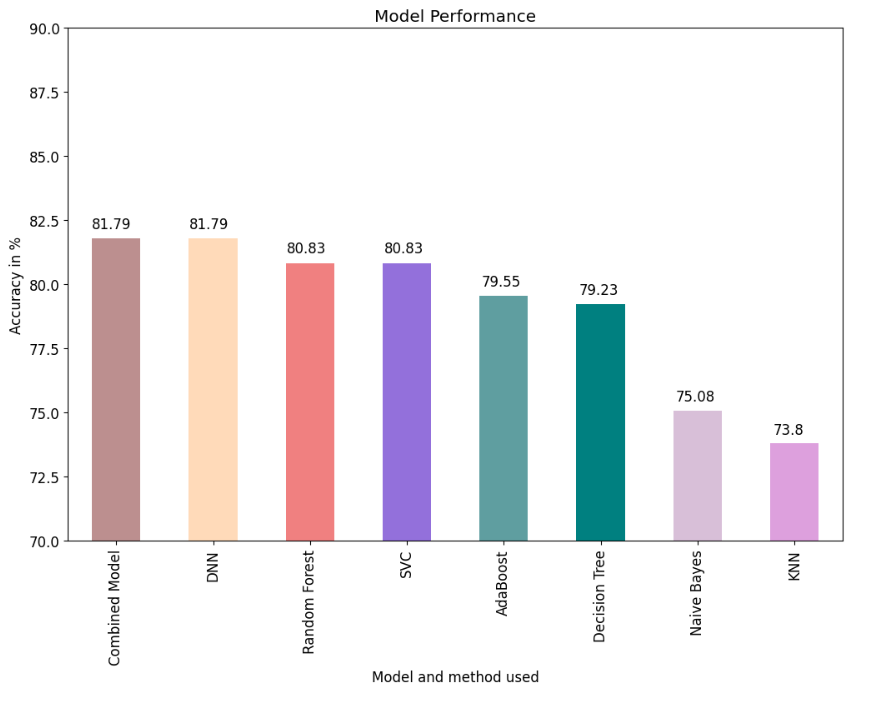 Model Performance
90.0
87.5
85.0
82.5
80.0
77.5
75.0
72.5
70.0
Accuracy in %
81.79
81.79
80.83
80.83
79.55
79.23
75.08
73.8
Combined Model
DNN
Random Forest
SVC
AdaBoost
Decision Tree
Naive Bayes
KNN
Model and method used